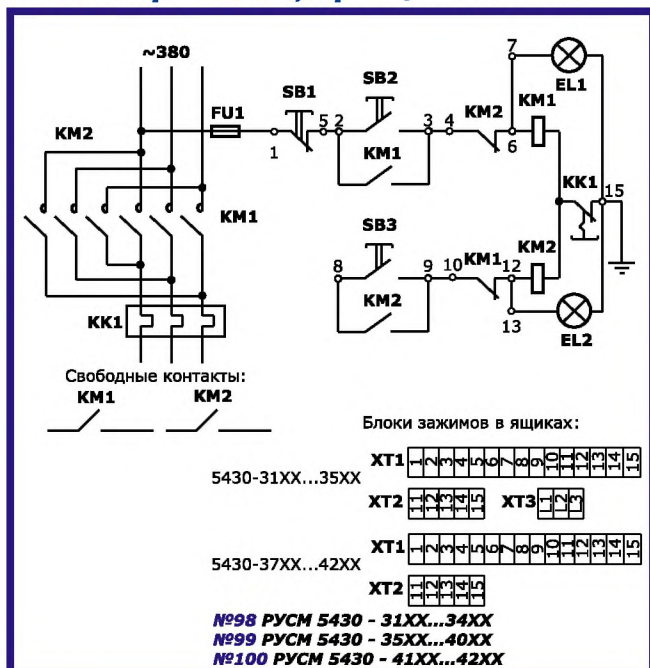 ~380
FU1
SB1
SB2
KM2
7
EL1
KM1
5 2
3
4
6
1
KM1
KM2
KM1
KK1
15
SB3
8
9
10
KM1
12
KM2
KM2
13
EL2
KK1
Свободные контакты:
KM1 KM2
Блоки зажимов в ящиках:
5430-31XX...35XX
XT1 1 2 3 4 5 6 7 8 9 10 11 12 13 14 15
XT2 11 12 13 14 15 XT3 L1 L2 L3
5430-37XX...42XX
XT1 1 2 3 4 5 6 7 8 9 10 11 12 13 14 15
XT2 11 12 13 14 15
№98 РУСМ 5430 - 31XX...34XX
№99 РУСМ 5430 - 35XX...40XX
№100 РУСМ 5430 - 41XX...42XX